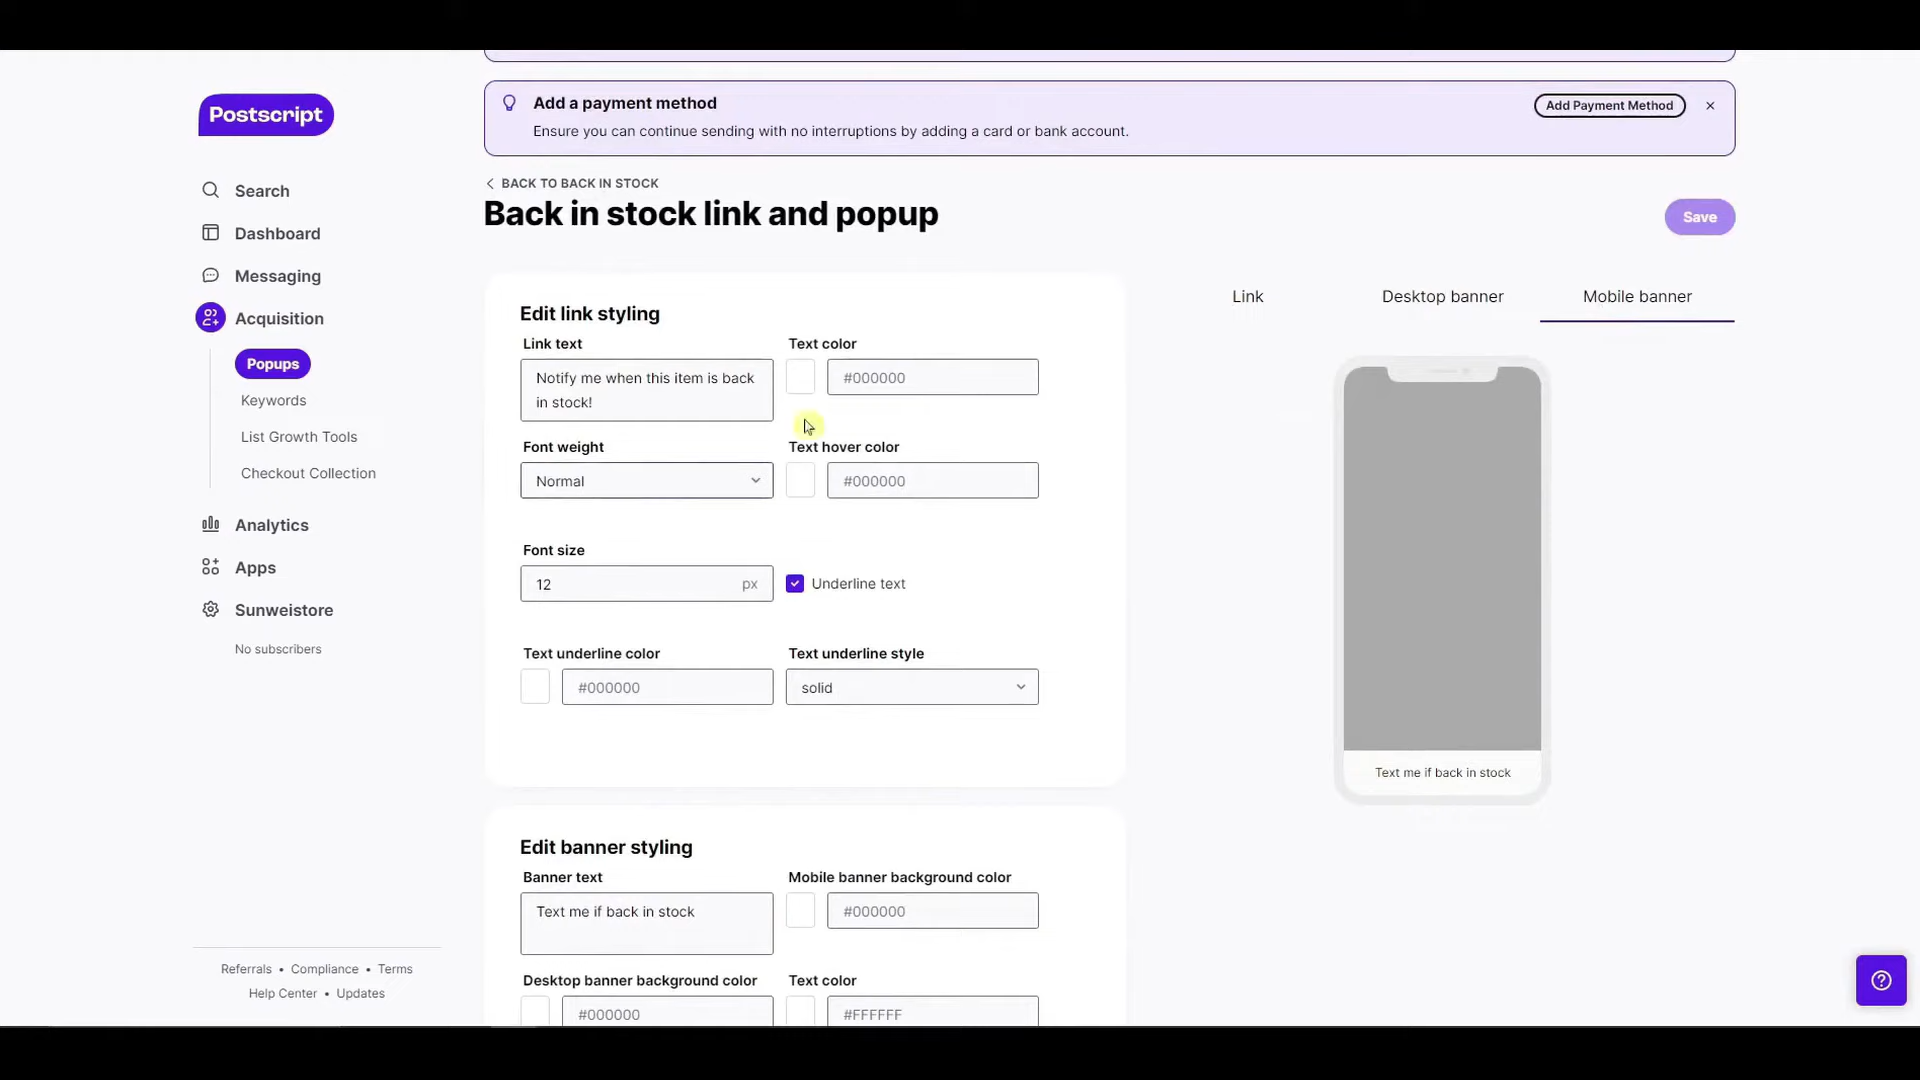 Postscript
Search
Dashboard
Messaging
Acquisition
Popups
Keywords
List Growth Tools
Checkout Collection
Analytics
Apps
Sunweistore
No subscribers
Referrals • Compliance • Terms
Help Center • Updates
Add a payment method
Ensure you can continue sending with no interruptions by adding a card or bank account.
Add Payment Method
BACK TO BACK IN STOCK
Back in stock link and popup
Save
Edit link styling
Link text
Notify me when this item is back
in stock!
Text color
#000000
Font weight
Normal
Text hover color
#000000
Font size
12 px
Underline text
Text underline color
#000000
Text underline style
solid
Edit banner styling
Banner text
Text me if back in stock
Mobile banner background color
#000000
Desktop banner background color
#000000
Text color
#FFFFFF
Link
Desktop banner
Mobile banner
Text me if back in stock